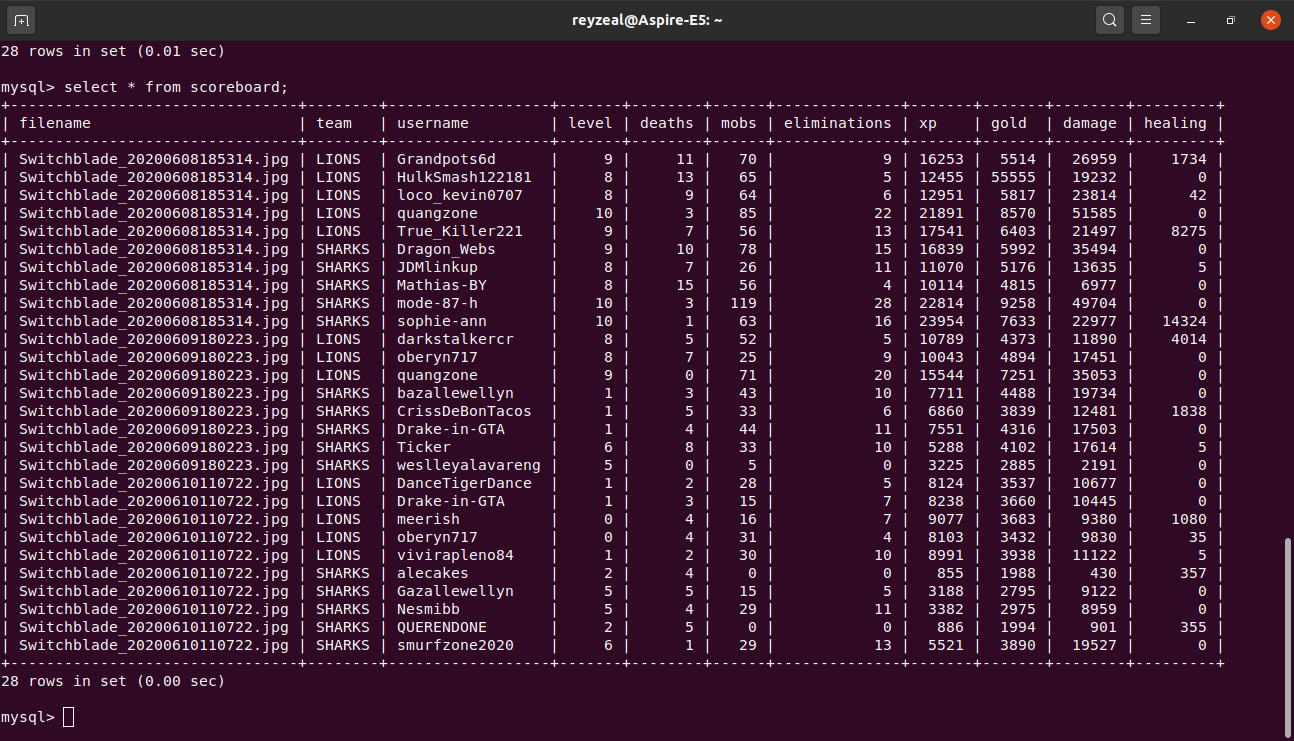 reyzeal@Aspire-E5: ~
28 rows in set (0.01 sec)
mysql> select * from scoreboard;
+--------------------------------+--------+------------------+-------+--------+------+--------------+-------+-------+--------+---------+
| filename                       | team   | username         | level | deaths | mobs | eliminations | xp    | gold  | damage | healing |
+--------------------------------+--------+------------------+-------+--------+------+--------------+-------+-------+--------+---------+
| Switchblade_20200608185314.jpg | LIONS  | Grandpots6d      |     9 |     11 |   70 |            9 | 16253 |  5514 |  26959 |    1734 |
| Switchblade_20200608185314.jpg | LIONS  | HulkSmash122181  |     8 |     13 |   65 |            5 | 12455 | 55555 |  19232 |       0 |
| Switchblade_20200608185314.jpg | LIONS  | loco_kevin0707   |     8 |      9 |   64 |            6 | 12951 |  5817 |  23814 |      42 |
| Switchblade_20200608185314.jpg | LIONS  | quangzone        |    10 |      3 |   85 |           22 | 21891 |  8570 |  51585 |       0 |
| Switchblade_20200608185314.jpg | LIONS  | True_Killer221   |     9 |      7 |   56 |           13 | 17541 |  6403 |  21497 |    8275 |
| Switchblade_20200608185314.jpg | SHARKS | Dragon_Webs      |     9 |     10 |   78 |           15 | 16839 |  5992 |  35494 |       0 |
| Switchblade_20200608185314.jpg | SHARKS | JDMlinkup        |     8 |      7 |   26 |           11 | 11070 |  5176 |  13635 |       5 |
| Switchblade_20200608185314.jpg | SHARKS | Mathias-BY       |     8 |     15 |   56 |            4 | 10114 |  4815 |   6977 |       0 |
| Switchblade_20200608185314.jpg | SHARKS | mode-87-h        |    10 |      3 |  119 |           28 | 22814 |  9258 |  49704 |       0 |
| Switchblade_20200608185314.jpg | SHARKS | sophie-ann       |    10 |      1 |   63 |           16 | 23954 |  7633 |  22977 |   14324 |
| Switchblade_20200609180223.jpg | LIONS  | darkstalkercr    |     8 |      5 |   52 |            5 | 10789 |  4373 |  11890 |    4014 |
| Switchblade_20200609180223.jpg | LIONS  | oberyn717        |     8 |      7 |   25 |            9 | 10043 |  4894 |  17451 |       0 |
| Switchblade_20200609180223.jpg | LIONS  | quangzone        |     9 |      0 |   71 |           20 | 15544 |  7251 |  35053 |       0 |
| Switchblade_20200609180223.jpg | SHARKS | bazallewellyn    |     1 |      3 |   43 |           10 |  7711 |  4488 |  19734 |       0 |
| Switchblade_20200609180223.jpg | SHARKS | CrissDeBonTacos  |     1 |      5 |   33 |            6 |  6860 |  3839 |  12481 |    1838 |
| Switchblade_20200609180223.jpg | SHARKS | Drake-in-GTA     |     1 |      4 |   44 |           11 |  7551 |  4316 |  17503 |       0 |
| Switchblade_20200609180223.jpg | SHARKS | Ticker           |     6 |      8 |   33 |           10 |  5288 |  4102 |  17614 |       5 |
| Switchblade_20200609180223.jpg | SHARKS | weslleyalavareng |     5 |      0 |    5 |            0 |  3225 |  2885 |   2191 |       0 |
| Switchblade_20200610110722.jpg | LIONS  | DanceTigerDance  |     1 |      2 |   28 |            5 |  8124 |  3537 |  10677 |       0 |
| Switchblade_20200610110722.jpg | LIONS  | Drake-in-GTA     |     1 |      3 |   15 |            7 |  8238 |  3660 |  10445 |       0 |
| Switchblade_20200610110722.jpg | LIONS  | meerish          |     0 |      4 |   16 |            7 |  9077 |  3683 |   9380 |    1080 |
| Switchblade_20200610110722.jpg | LIONS  | oberyn717        |     0 |      4 |   31 |            4 |  8103 |  3432 |   9830 |      35 |
| Switchblade_20200610110722.jpg | LIONS  | vivirapleno84    |     1 |      2 |   30 |           10 |  8991 |  3938 |  11122 |       5 |
| Switchblade_20200610110722.jpg | SHARKS | alecakes         |     2 |      4 |    0 |            0 |   855 |  1988 |    430 |     357 |
| Switchblade_20200610110722.jpg | SHARKS | Gazallewellyn    |     5 |      5 |   15 |            5 |  3188 |  2795 |   9122 |       0 |
| Switchblade_20200610110722.jpg | SHARKS | Nesmibb          |     5 |      4 |   29 |           11 |  3382 |  2975 |   8959 |       0 |
| Switchblade_20200610110722.jpg | SHARKS | QUERENDONE       |     2 |      5 |    0 |            0 |   886 |  1994 |    901 |     355 |
| Switchblade_20200610110722.jpg | SHARKS | smurfzone2020    |     6 |      1 |   29 |           13 |  5521 |  3890 |  19527 |       0 |
+--------------------------------+--------+------------------+-------+--------+------+--------------+-------+-------+--------+---------+
28 rows in set (0.00 sec)
mysql>